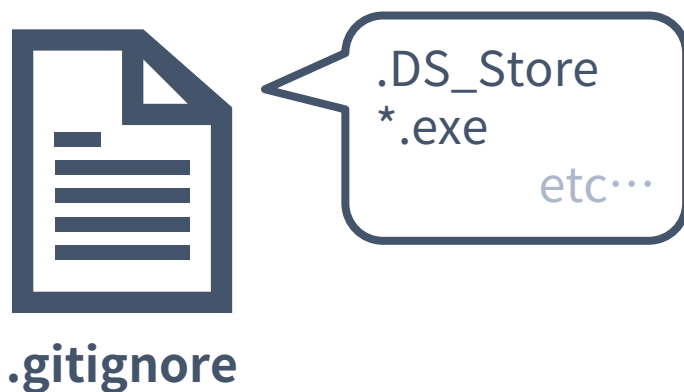 .DS_Store
*.exe
etc…
.gitignore